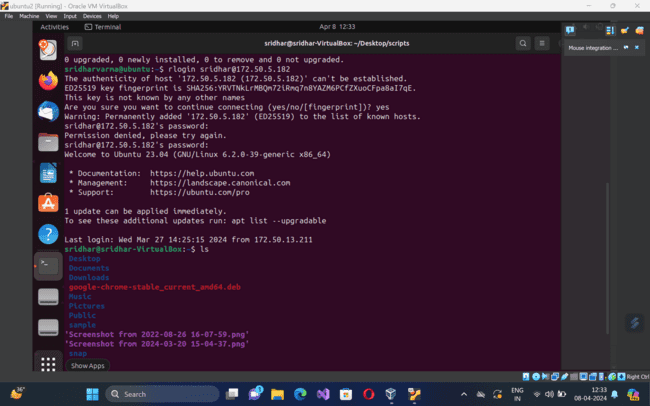 ubuntu2 [Running] - Oracle VM VirtualBox
File Machine View Input Devices Help
Activities Terminal Apr 8 12:33
sridhar@sridhar-VirtualBox: ~/Desktop/scripts
Mouse integration ...
0 upgraded, 0 newly installed, 0 to remove and 0 not upgraded.
sridharvarma@ubuntu:~$ rlogin sridhar@172.50.5.182
The authenticity of host '172.50.5.182 (172.50.5.182)' can't be established.
ED25519 key fingerprint is SHA256:YRVTNkLrMBQm72iRmq7n8YAZM6PCfZXuoCFpa8aI7qE.
This key is not known by any other names
Are you sure you want to continue connecting (yes/no/[fingerprint])? yes
Warning: Permanently added '172.50.5.182' (ED25519) to the list of known hosts.
sridhar@172.50.5.182's password:
Permission denied, please try again.
sridhar@172.50.5.182's password:
Welcome to Ubuntu 23.04 (GNU/Linux 6.2.0-39-generic x86_64)
* Documentation: https://help.ubuntu.com
* Management: https://landscape.canonical.com
* Support: https://ubuntu.com/pro
1 update can be applied immediately.
To see these additional updates run: apt list --upgradable
Last login: Wed Mar 27 14:25:15 2024 from 172.50.13.211
sridhar@sridhar-VirtualBox:~$ ls
Desktop
Documents
Downloads
google-chrome-stable_current_amd64.deb
Music
Pictures
Public
sample
'Screenshot from 2022-08-26 16-07-59.png'
'Screenshot from 2024-03-20 15-04-37.png'
snap
Show Apps
Right Ctrl
36°
Search
ENG
IN
12:33
08-04-2024